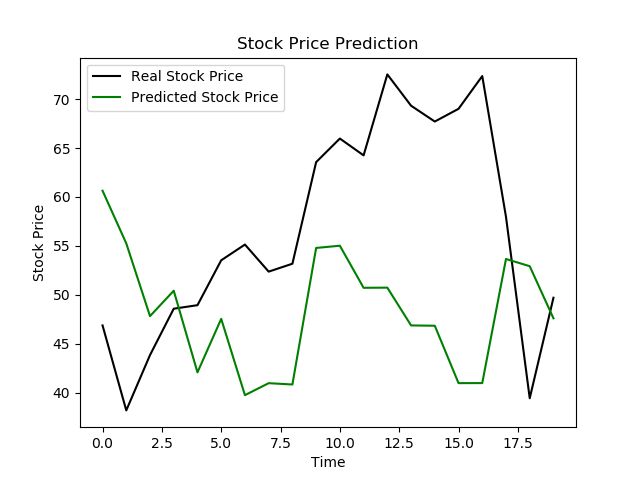 Stock Price Prediction
Real Stock Price
Predicted Stock Price
70
65
60
55
50
45
40
Stock Price
0.0 2.5 5.0 7.5 10.0 12.5 15.0 17.5
Time